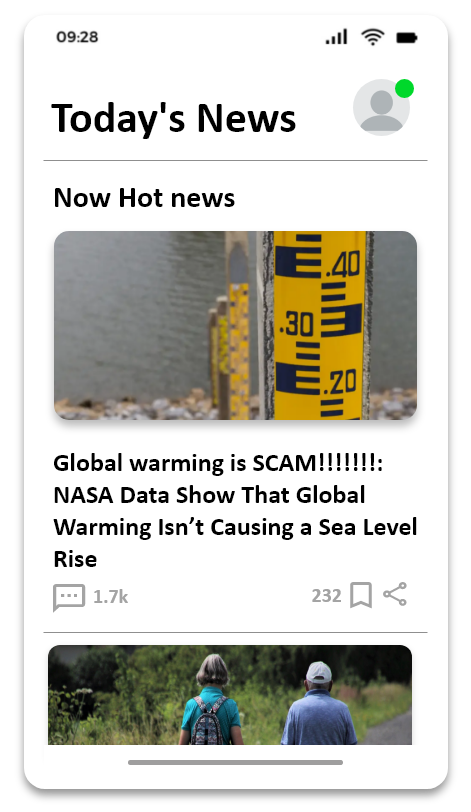 09:28
Today's News
Now Hot news
.40
.30
.20
Global warming is SCAM!!!!!!!:
NASA Data Show That Global
Warming Isn’t Causing a Sea Level
Rise
1.7k
232